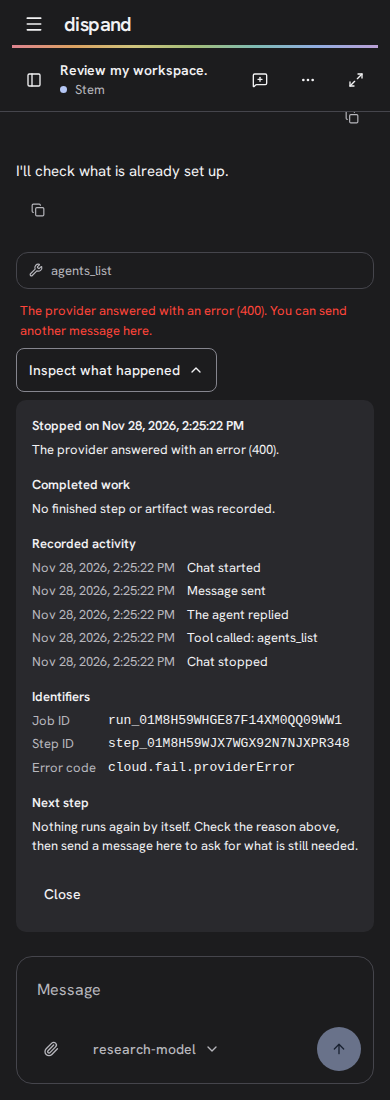 dispand
Review my workspace.
Stem
I'll check what is already set up.
agents_list
The provider answered with an error (400). You can send
another message here.
Inspect what happened
Stopped on Nov 28, 2026, 2:25:22 PM
The provider answered with an error (400).
Completed work
No finished step or artifact was recorded.
Recorded activity
Nov 28, 2026, 2:25:22 PM Chat started
Nov 28, 2026, 2:25:22 PM Message sent
Nov 28, 2026, 2:25:22 PM The agent replied
Nov 28, 2026, 2:25:22 PM Tool called: agents_list
Nov 28, 2026, 2:25:22 PM Chat stopped
Identifiers
Job ID run_01M8H59WHGE87F14XM0QQ09WW1
Step ID step_01M8H59WJX7WGX92N7NJXPR348
Error code cloud.fail.providerError
Next step
Nothing runs again by itself. Check the reason above,
then send a message here to ask for what is still needed.
Close
Message
research-model